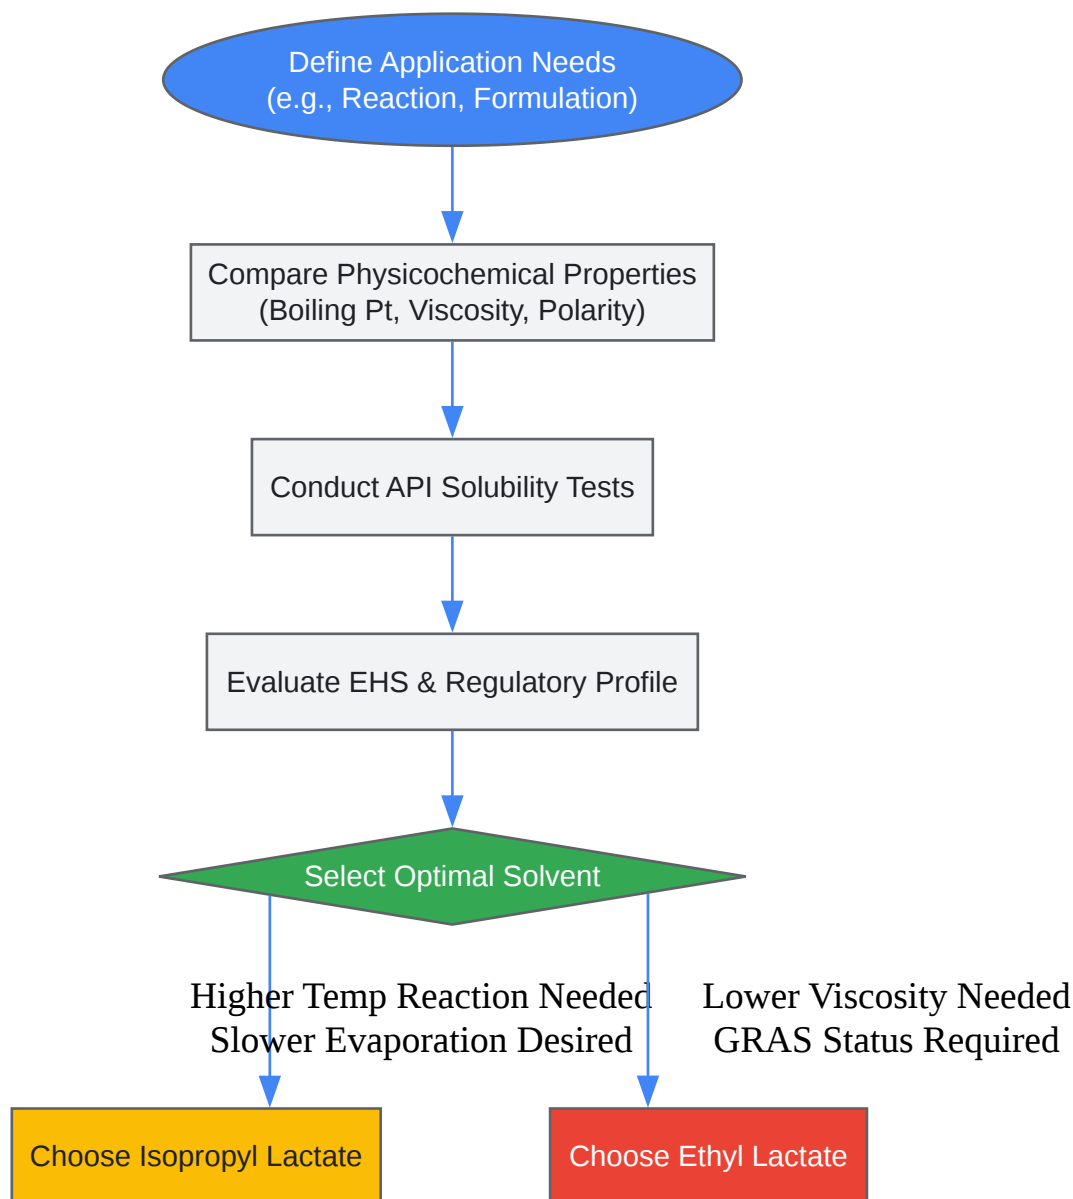 Define Application Needs
(e.g., Reaction, Formulation)
Compare Physicochemical Properties
(Boiling Pt, Viscosity, Polarity)
Conduct API Solubility Tests
Evaluate EHS & Regulatory Profile
Select Optimal Solvent
Higher Temp Reaction Needed
Slower Evaporation Desired
Lower Viscosity Needed
GRAS Status Required
Choose Isopropyl Lactate
Choose Ethyl Lactate